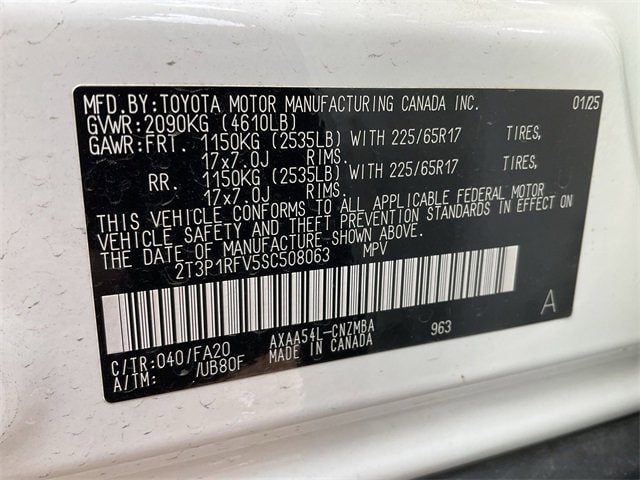 MFD.BY:TOYOTA MOTOR MANUFACTURING CANADA INC. 01/25
GVWR:2090KG (4610LB)
GAWR:FRT. 1150KG (2535LB) WITH 225/65R17 TIRES,
17x7.0J RIMS.
RR. 1150KG (2535LB) WITH 225/65R17 TIRES,
17x7.0J RIMS.
THIS VEHICLE CONFORMS TO ALL APPLICABLE FEDERAL MOTOR
VEHICLE SAFETY AND THEFT PREVENTION STANDARDS IN EFFECT ON
THE DATE OF MANUFACTURE SHOWN ABOVE.
2T3P1RFV5SC508063 MPV
A
C/TR:040/FA20 AXAA54L-CNZMBA 963
A/TM: /UB80F MADE IN CANADA